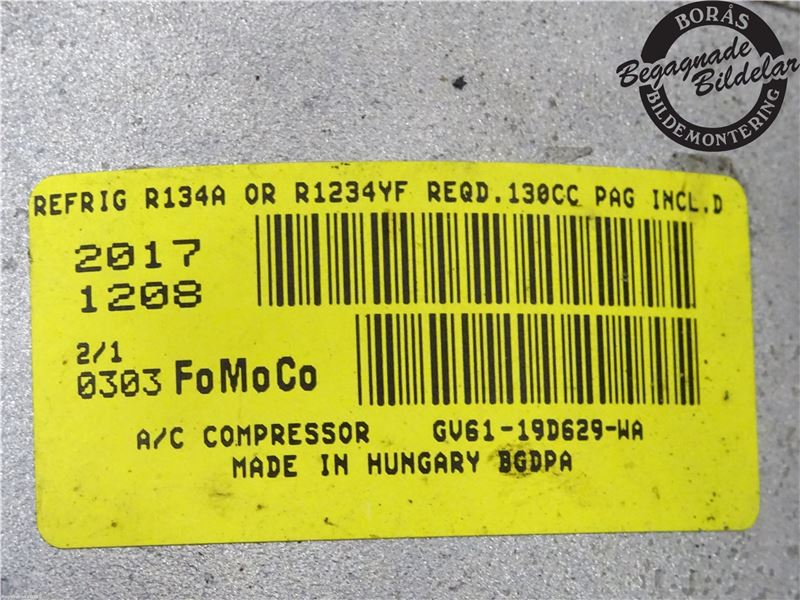 BORÅS
Begagnade
Bildelar
BILDEMONTERING
REFRIG R134A OR R1234YF REQD.130CC PAG INCL.D
2017
1208
2/1
0303 FoMoCo
A/C COMPRESSOR GV61-19D629-WA
MADE IN HUNGARY BGDPA